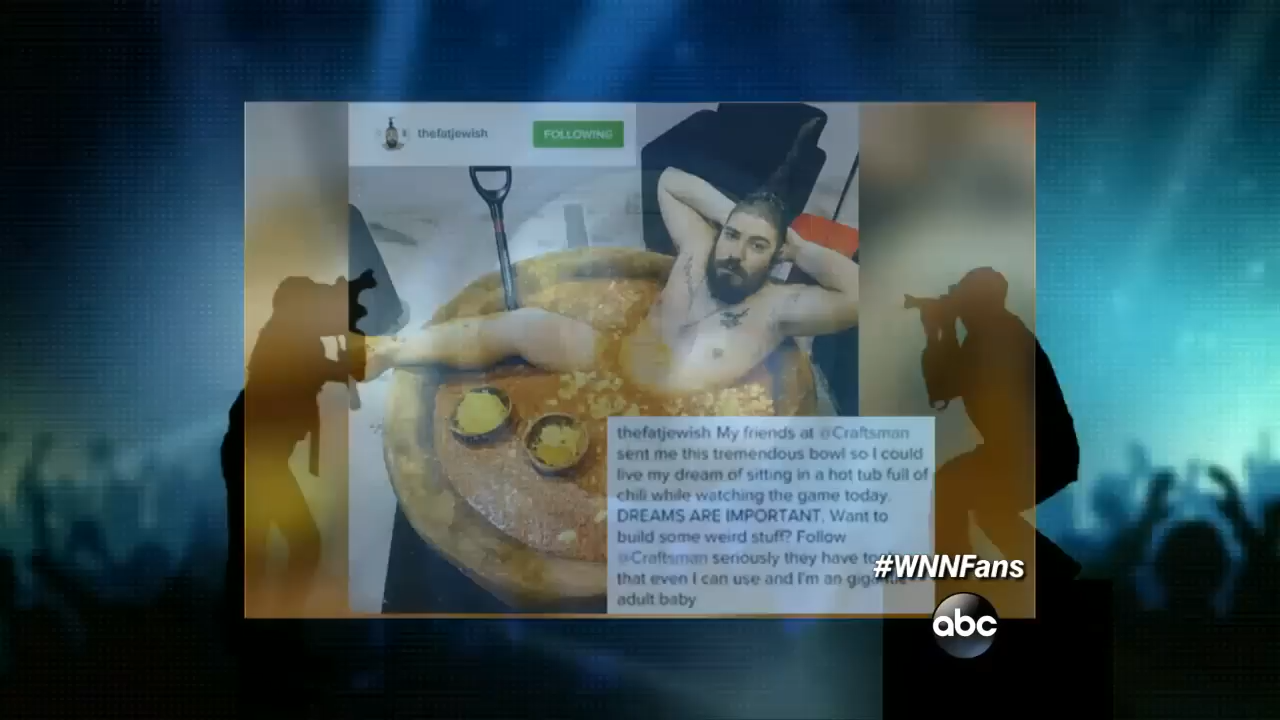 thefatjewish
FOLLOWING
thefatjewish My friends at @Craftsman
sent me this tremendous bowl so I could
live my dream of sitting in a hot tub full of
chili while watching the game today.
DREAMS ARE IMPORTANT. Want to
build some weird stuff? Follow
@Craftsman seriously they have
that even I can use and I'm an
adult baby
#WNNFans
abc